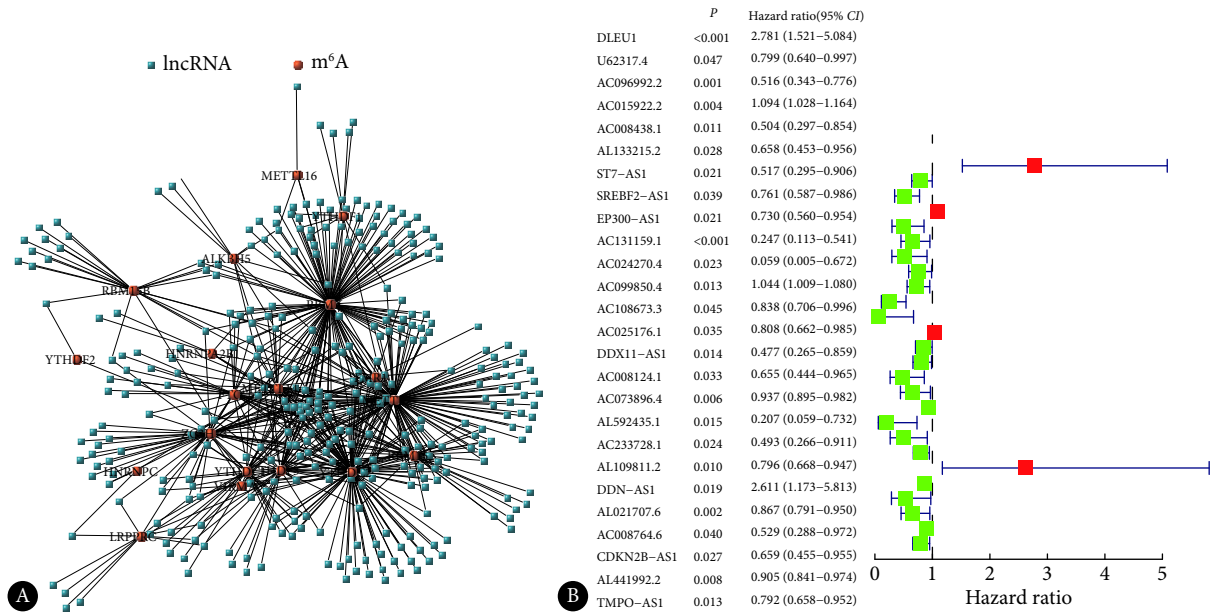 lncRNA
m⁶A
METTL16
YTHDF1
ALKBH5
YTHDF2
HNRNPC
LRPPRC
A
P Hazard ratio(95% CI)
DLEU1 <0.001 2.781 (1.521−5.084)
U62317.4 0.047 0.799 (0.640−0.997)
AC096992.2 0.001 0.516 (0.343−0.776)
AC015922.2 0.004 1.094 (1.028−1.164)
AC008438.1 0.011 0.504 (0.297−0.854)
AL133215.2 0.028 0.658 (0.453−0.956)
ST7−AS1 0.021 0.517 (0.295−0.906)
SREBF2−AS1 0.039 0.761 (0.587−0.986)
EP300−AS1 0.021 0.730 (0.560−0.954)
AC131159.1 <0.001 0.247 (0.113−0.541)
AC024270.4 0.023 0.059 (0.005−0.672)
AC099850.4 0.013 1.044 (1.009−1.080)
AC108673.3 0.045 0.838 (0.706−0.996)
AC025176.1 0.035 0.808 (0.662−0.985)
DDX11−AS1 0.014 0.477 (0.265−0.859)
AC008124.1 0.033 0.655 (0.444−0.965)
AC073896.4 0.006 0.937 (0.895−0.982)
AL592435.1 0.015 0.207 (0.059−0.732)
AC233728.1 0.024 0.493 (0.266−0.911)
AL109811.2 0.010 0.796 (0.668−0.947)
DDN−AS1 0.019 2.611 (1.173−5.813)
AL021707.6 0.002 0.867 (0.791−0.950)
AC008764.6 0.040 0.529 (0.288−0.972)
CDKN2B−AS1 0.027 0.659 (0.455−0.955)
AL441992.2 0.008 0.905 (0.841−0.974)
TMPO−AS1 0.013 0.792 (0.658−0.952)
0 1 2 3 4 5
Hazard ratio
B